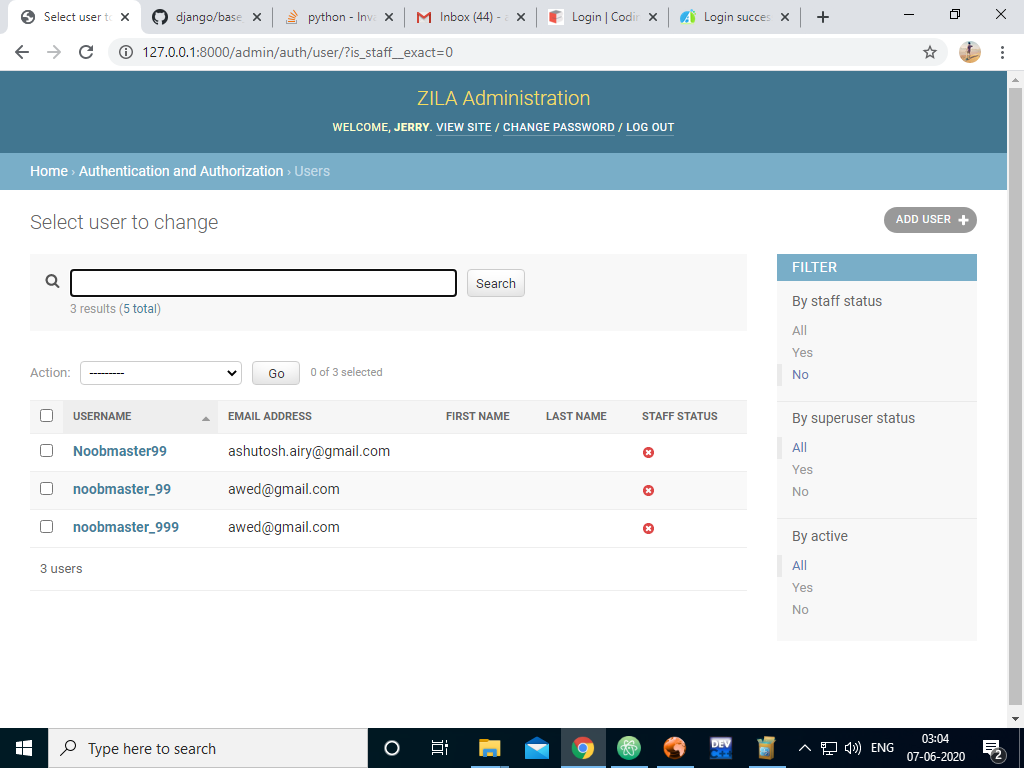 Select user to
django/base
python - Inva
Inbox (44) - a
Login | Codin
Login succes
127.0.0.1:8000/admin/auth/user/?is_staff__exact=0
ZILA Administration
WELCOME, JERRY. VIEW SITE / CHANGE PASSWORD / LOG OUT
Home › Authentication and Authorization › Users
Select user to change
ADD USER +
Search
3 results (5 total)
Action: --------- Go 0 of 3 selected
USERNAME EMAIL ADDRESS FIRST NAME LAST NAME STAFF STATUS
Noobmaster99 ashutosh.airy@gmail.com
noobmaster_99 awed@gmail.com
noobmaster_999 awed@gmail.com
3 users
FILTER
By staff status
All
Yes
No
By superuser status
All
Yes
No
By active
All
Yes
No
Type here to search
DEV
ENG
03:04
07-06-2020
2